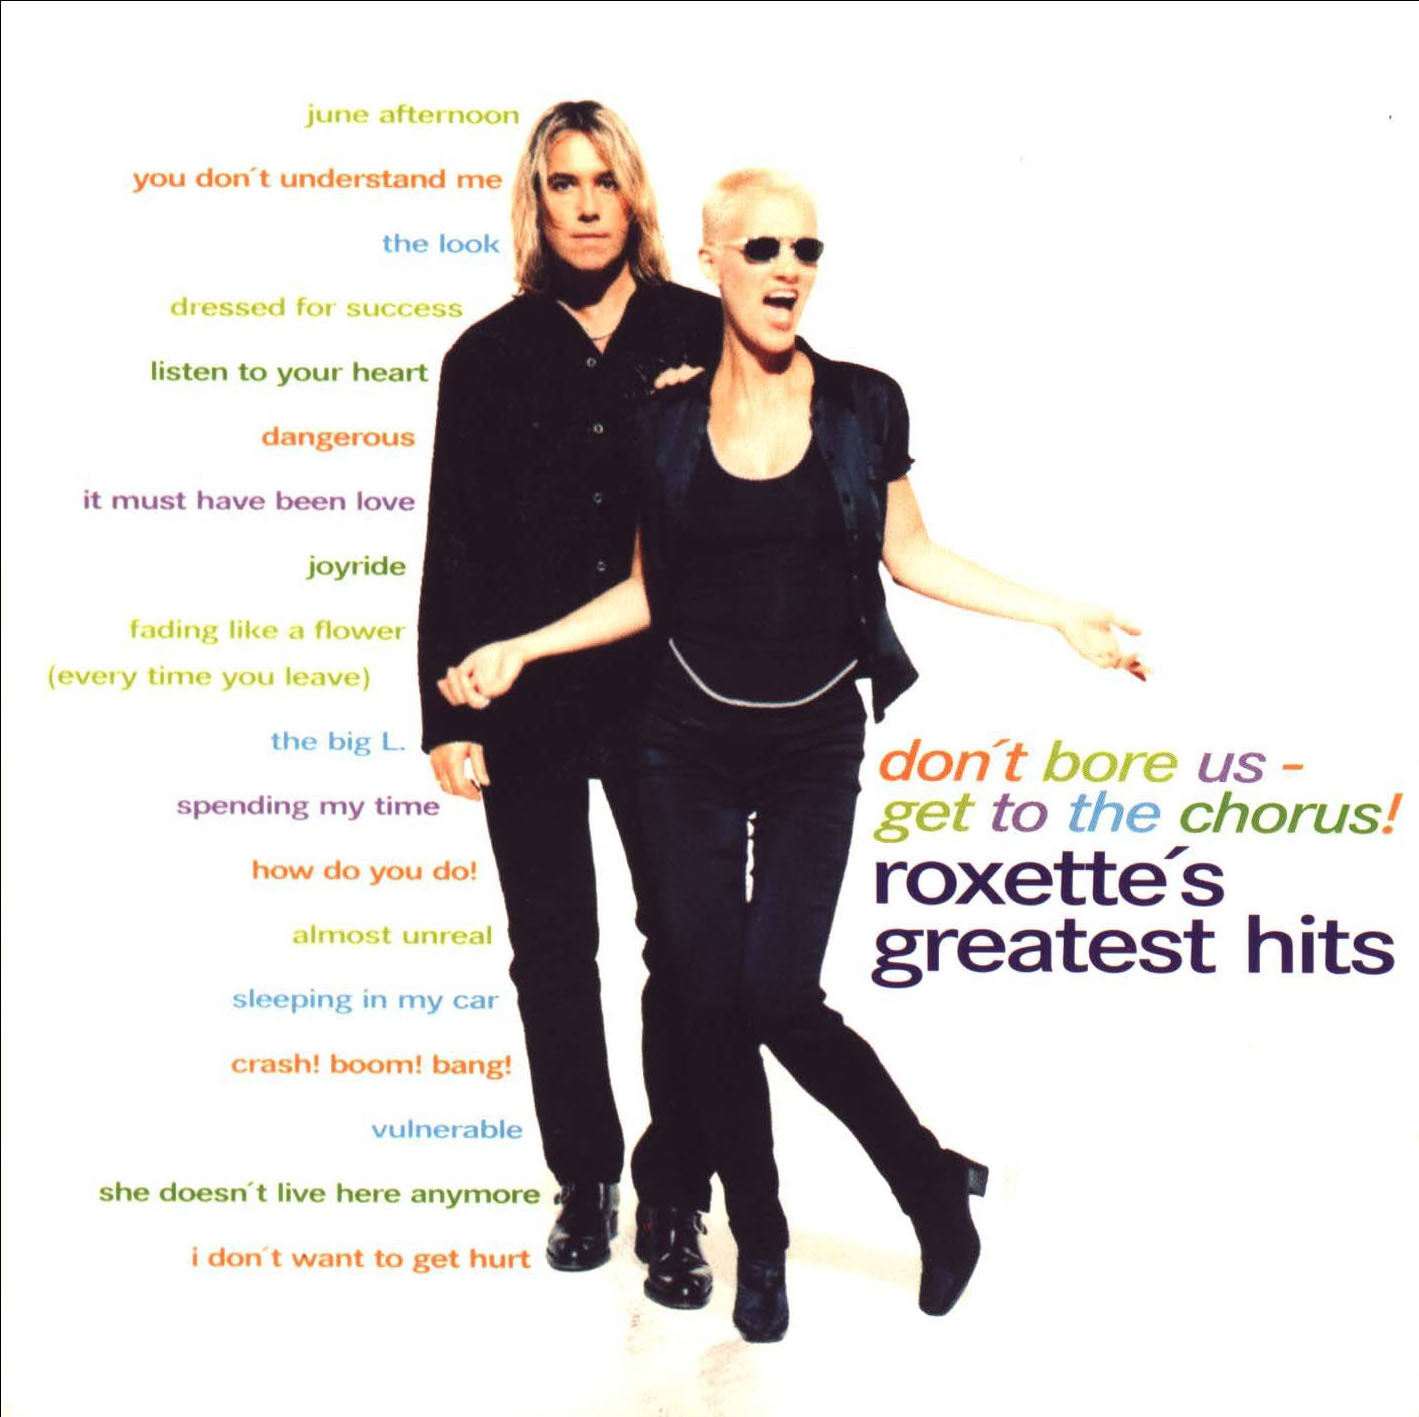 june afternoon
you don´t understand me
the look
dressed for success
listen to your heart
dangerous
it must have been love
joyride
fading like a flower
(every time you leave)
the big L.
spending my time
how do you do!
almost unreal
sleeping in my car
crash! boom! bang!
vulnerable
she doesn´t live here anymore
i don´t want to get hurt
don´t bore us -
get to the chorus!
roxette´s
greatest hits